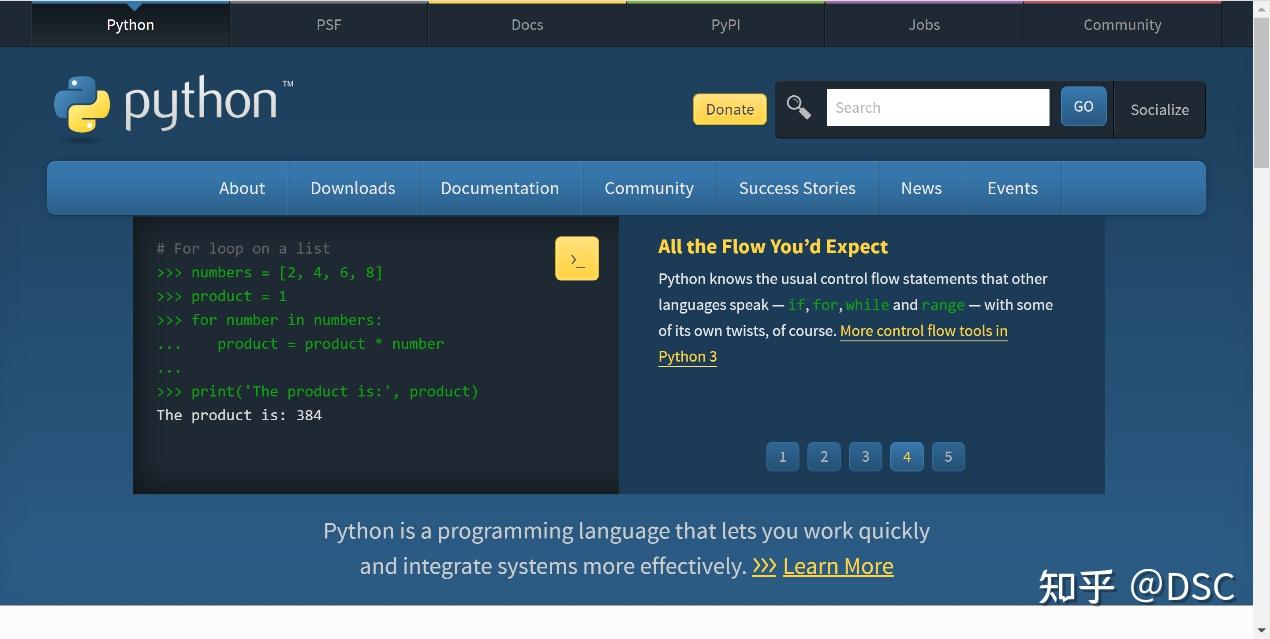 Python PSF Docs PyPI Jobs Community
python™
Donate Search GO Socialize
About Downloads Documentation Community Success Stories News Events
# For loop on a list
>>> numbers = [2, 4, 6, 8]
>>> product = 1
>>> for number in numbers:
...    product = product * number
...
>>> print('The product is:', product)
The product is: 384
>_
All the Flow You’d Expect
Python knows the usual control flow statements that other
languages speak — if, for, while and range — with some
of its own twists, of course. More control flow tools in
Python 3
1 2 3 4 5
Python is a programming language that lets you work quickly
and integrate systems more effectively. >>> Learn More
知乎 @DSC